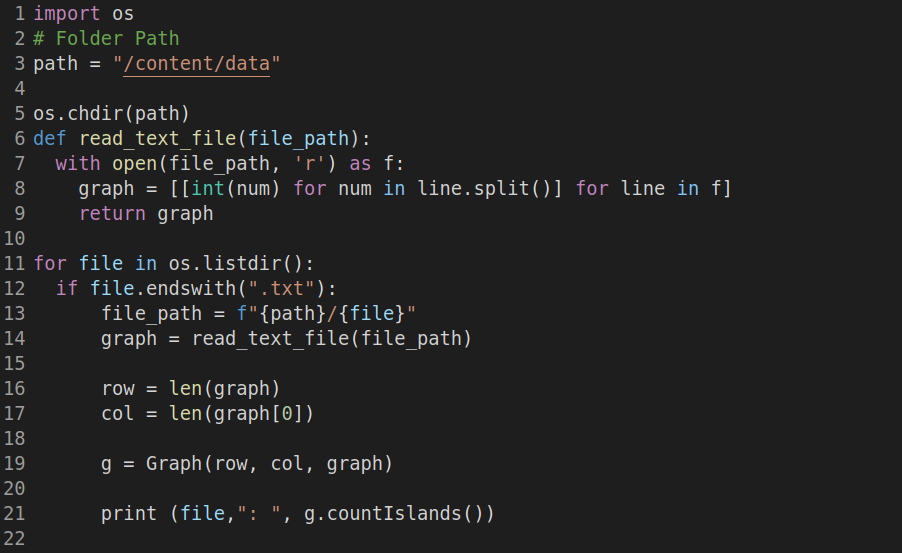 1 import os
2 # Folder Path
3 path = "/content/data"
4
5 os.chdir(path)
6 def read_text_file(file_path):
7   with open(file_path, 'r') as f:
8     graph = [[int(num) for num in line.split()] for line in f]
9     return graph
10
11 for file in os.listdir():
12   if file.endswith(".txt"):
13       file_path = f"{path}/{file}"
14       graph = read_text_file(file_path)
15
16       row = len(graph)
17       col = len(graph[0])
18
19       g = Graph(row, col, graph)
20
21       print (file,": ", g.countIslands())
22